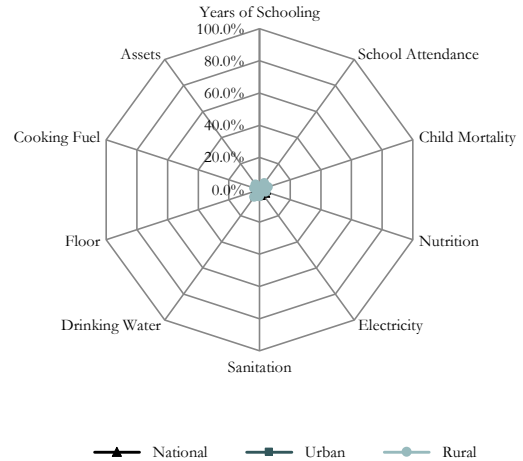 Years of Schooling
100.0%
Assets
School Attendance
80.0%
60.0%
40.0%
Cooking Fuel
Child Mortality
20.0%
0.0%
Floor
Nutrition
Drinking Water
Electricity
Sanitation
National
Urban
Rural